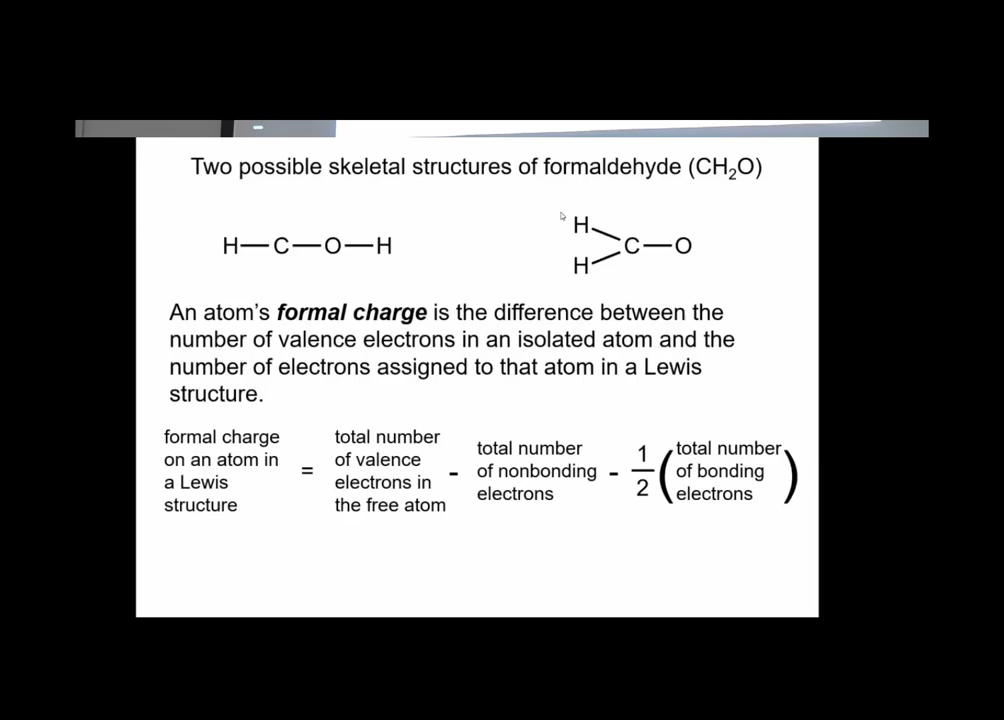 Two possible skeletal structures of formaldehyde (CH₂O)
H—C—O—H
H
C—O
H
An atom’s formal charge is the difference between the
number of valence electrons in an isolated atom and the
number of electrons assigned to that atom in a Lewis
structure.
formal charge
on an atom in
a Lewis
structure
=
total number
of valence
electrons in
the free atom
-
total number
of nonbonding
electrons
-
1
2
(
total number
of bonding
electrons
)